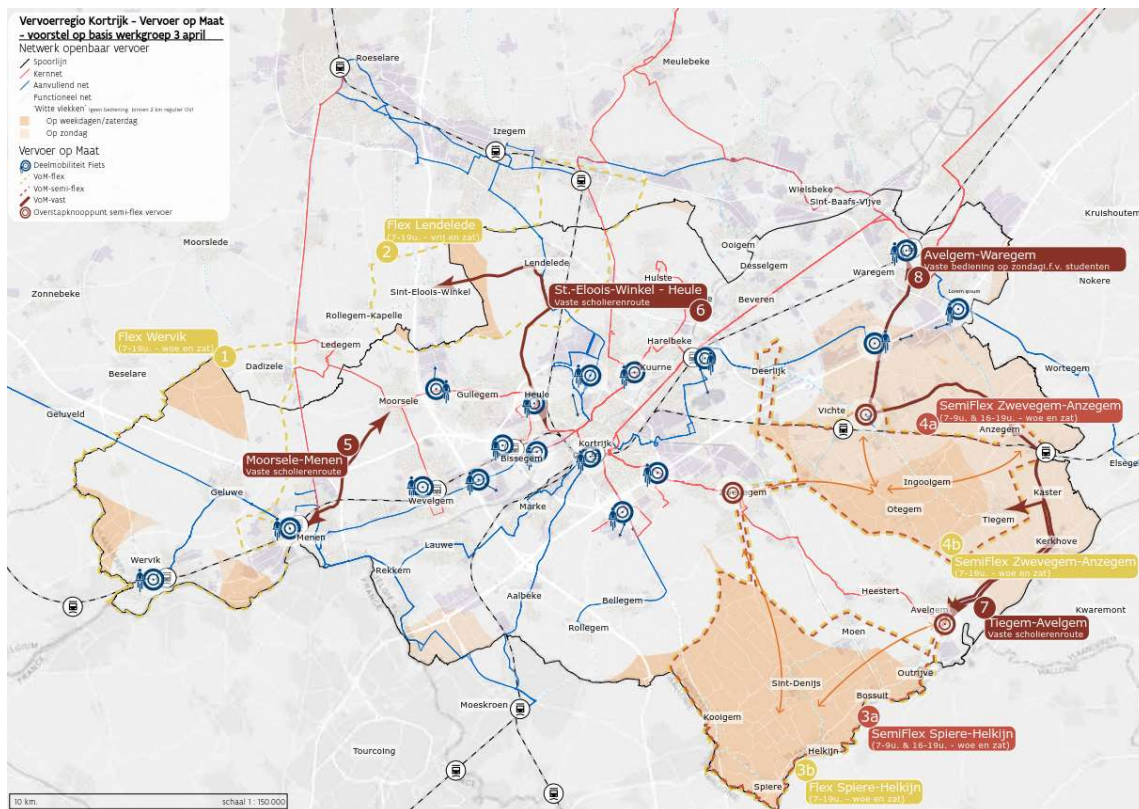 Vervoerregio Kortrijk - Vervoer op Maat
- voorstel op basis werkgroep 3 april
Netwerk openbaar vervoer
Spoorlijn
Kernnet
Aanvullend net
Functioneel net
'Witte vlekken' (geen bediening binnen 2 km regulier OV)
Op weekdagen/zaterdag
Op zondag
Vervoer op Maat
Deelmobiliteit Fiets
VoM-flex
VoM-semi-flex
VoM-vast
Overstapknooppunt semi-flex vervoer
Roeselare
Meulebeke
Izegem
Wielsbeke
Sint-Baafs-Vijve
Kruishoutem
Moorslede
Flex Lendelede
(7-19u. - vrij en zat)
2
Ooigem
Desselgem
Waregem
Avelgem-Waregem
Vaste bediening op zondag i.f.v. studenten
8
Nokere
Zonnebeke
Lendelede
Sint-Eloois-Winkel
Hulste
St.-Eloois-Winkel - Heule
Vaste scholierenroute
6
Beveren
Lorem ipsum
Rollegem-Kapelle
Flex Wervik
(7-19u. - woe en zat)
1
Ledegem
Dadizele
Beselare
Harelbeke
Kuurne
Deerlijk
Wortegem
Moorsele
Gullegem
Heule
Geluveld
Vichte
SemiFlex Zwevegem-Anzegem
(7-9u. & 16-19u. - woe en zat)
4a
Anzegem
Elsegem
5
Moorsele-Menen
Vaste scholierenroute
Kortrijk
Bissegem
Ingooigem
Geluwe
Wevelgem
Marke
Otegem
Kaster
Tiegem
Menen
Kerkhove
4b
SemiFlex Zwevegem-Anzegem
(7-19u. - woe en zat)
Wervik
Lauwe
Rekkem
Aalbeke
Bellegem
Rollegem
Heestert
Avelgem
7
Tiegem-Avelgem
Vaste scholierenroute
Kwaremont
Moen
Outrijve
Sint-Denijs
Bossuit
Moeskroen
Kooigem
3a
SemiFlex Spiere-Helkijn
(7-9u. & 16-19u. - woe en zat)
Tourcoing
Helkijn
3b
Flex Spiere-Helkijn
(7-19u. - woe en zat)
Spiere
10 km.
schaal 1 : 150.000